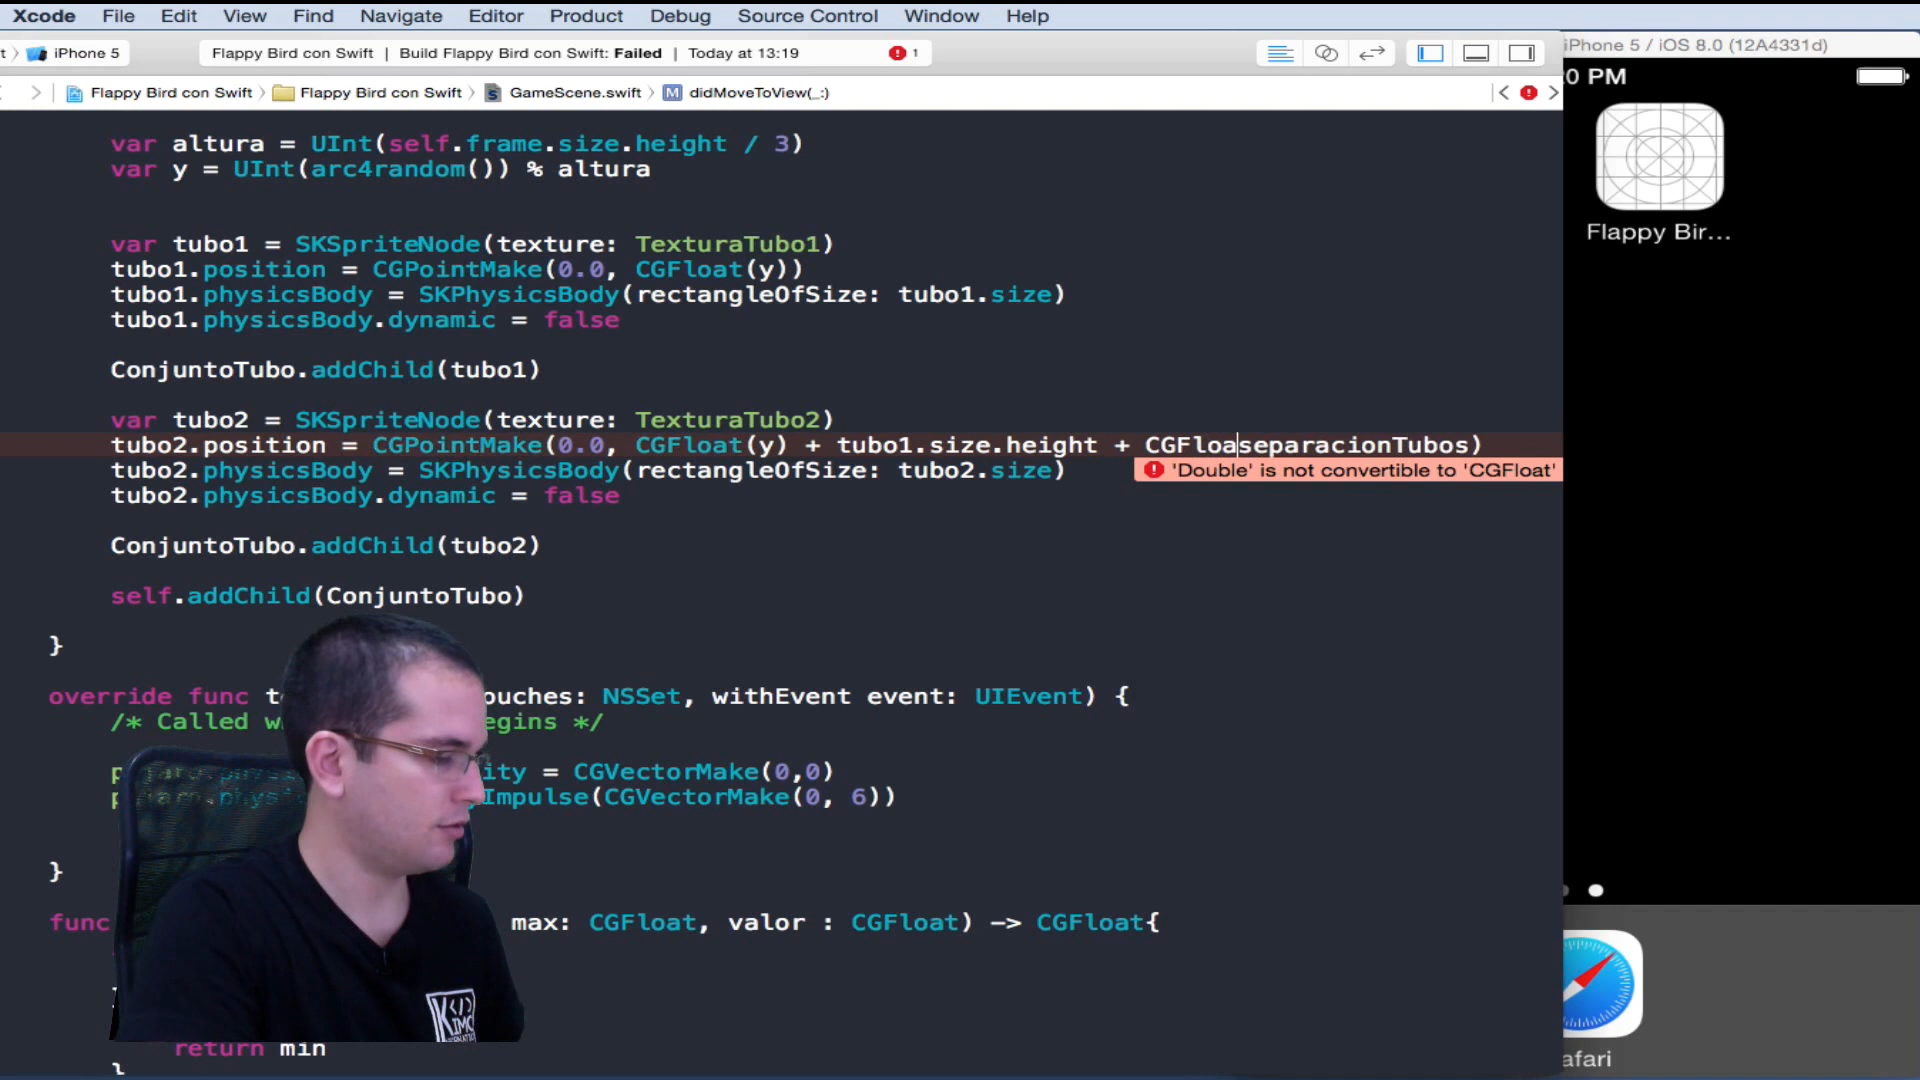 Xcode File Edit View Find Navigate Editor Product Debug Source Control Window Help
iPhone 5
Flappy Bird con Swift | Build Flappy Bird con Swift: Failed | Today at 13:19
1
iPhone 5 / iOS 8.0 (12A4331d)
0 PM
Flappy Bird con Swift Flappy Bird con Swift GameScene.swift M didMoveToView(_:)
var altura = UInt(self.frame.size.height / 3)
var y = UInt(arc4random()) % altura
Flappy Bir...
var tubo1 = SKSpriteNode(texture: TexturaTubo1)
tubo1.position = CGPointMake(0.0, CGFloat(y))
tubo1.physicsBody = SKPhysicsBody(rectangleOfSize: tubo1.size)
tubo1.physicsBody.dynamic = false
ConjuntoTubo.addChild(tubo1)
var tubo2 = SKSpriteNode(texture: TexturaTubo2)
tubo2.position = CGPointMake(0.0, CGFloat(y) + tubo1.size.height + CGFloaseparacionTubos)
tubo2.physicsBody = SKPhysicsBody(rectangleOfSize: tubo2.size)
'Double' is not convertible to 'CGFloat'
tubo2.physicsBody.dynamic = false
ConjuntoTubo.addChild(tubo2)
self.addChild(ConjuntoTubo)
}
override func ouches: NSSet, withEvent event: UIEvent) {
/* Called egins */
ity = CGVectorMake(0,0)
Impulse(CGVectorMake(0, 6))
}
func max: CGFloat, valor : CGFloat) -> CGFloat{
return min
}
afari